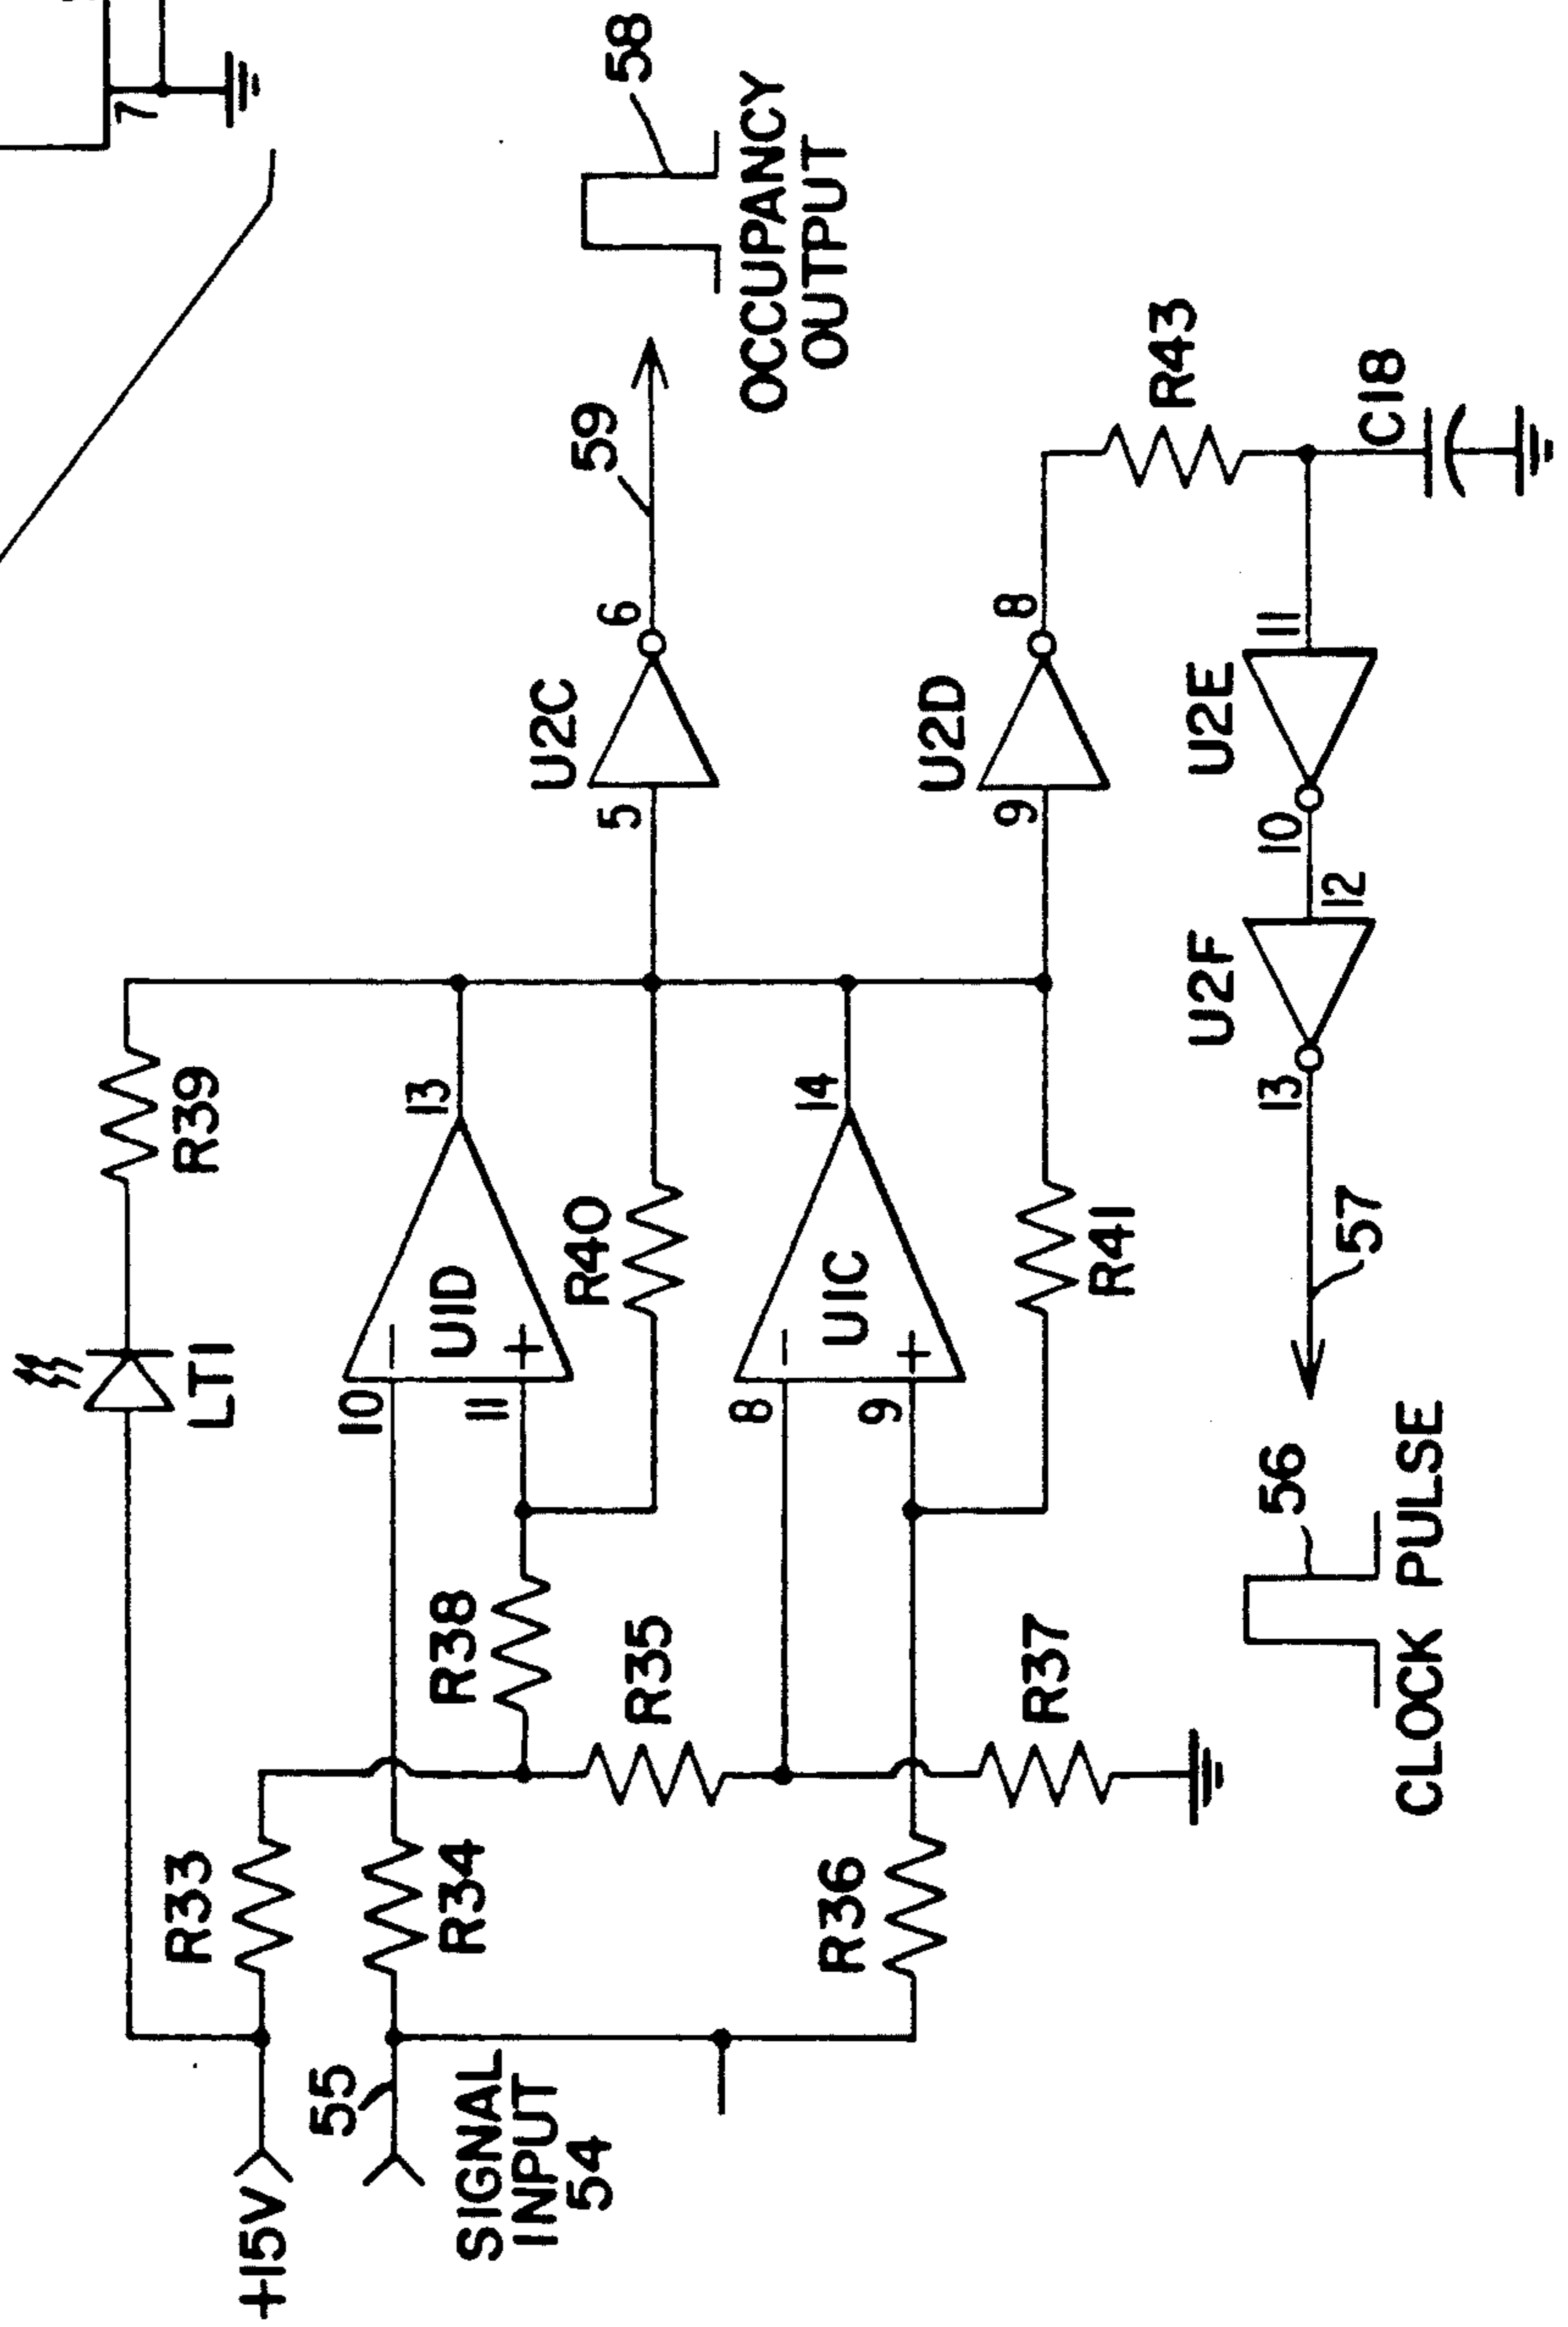 7
58
OCCUPANCY
OUTPUT
59
R39
LT1
U2C
5
6
U1D
10
11
13
−
+
R40
R33
R34
R38
R35
55
+15V
SIGNAL
INPUT
54
U1C
8
9
14
−
+
R41
R36
R37
U2D
9
8
R43
C18
U2E
11
10
U2F
12
13
57
56
CLOCK PULSE